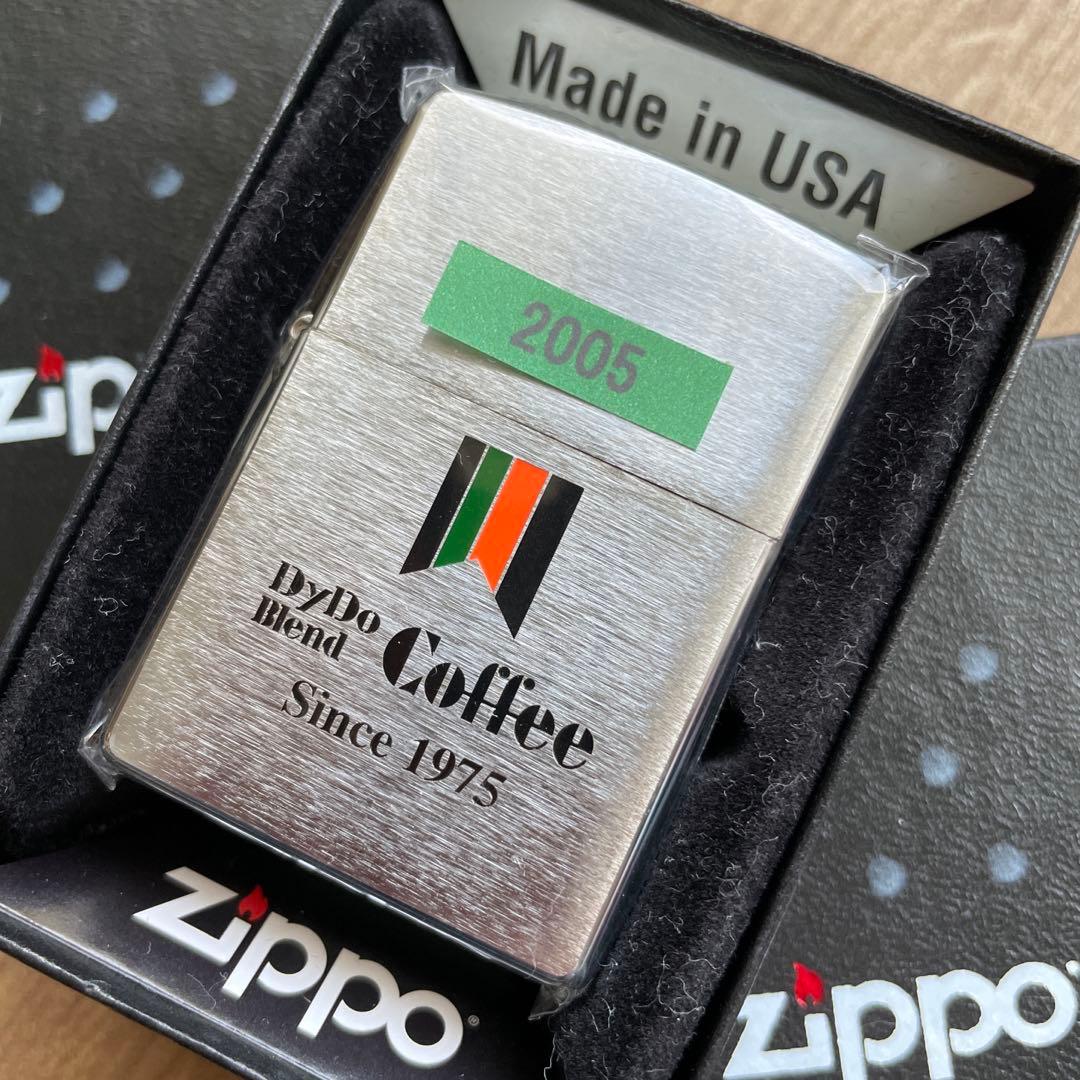 Made in USA
2005
DyDo
Blend
Coffee
Since 1975
zippo
zippo®
zippo